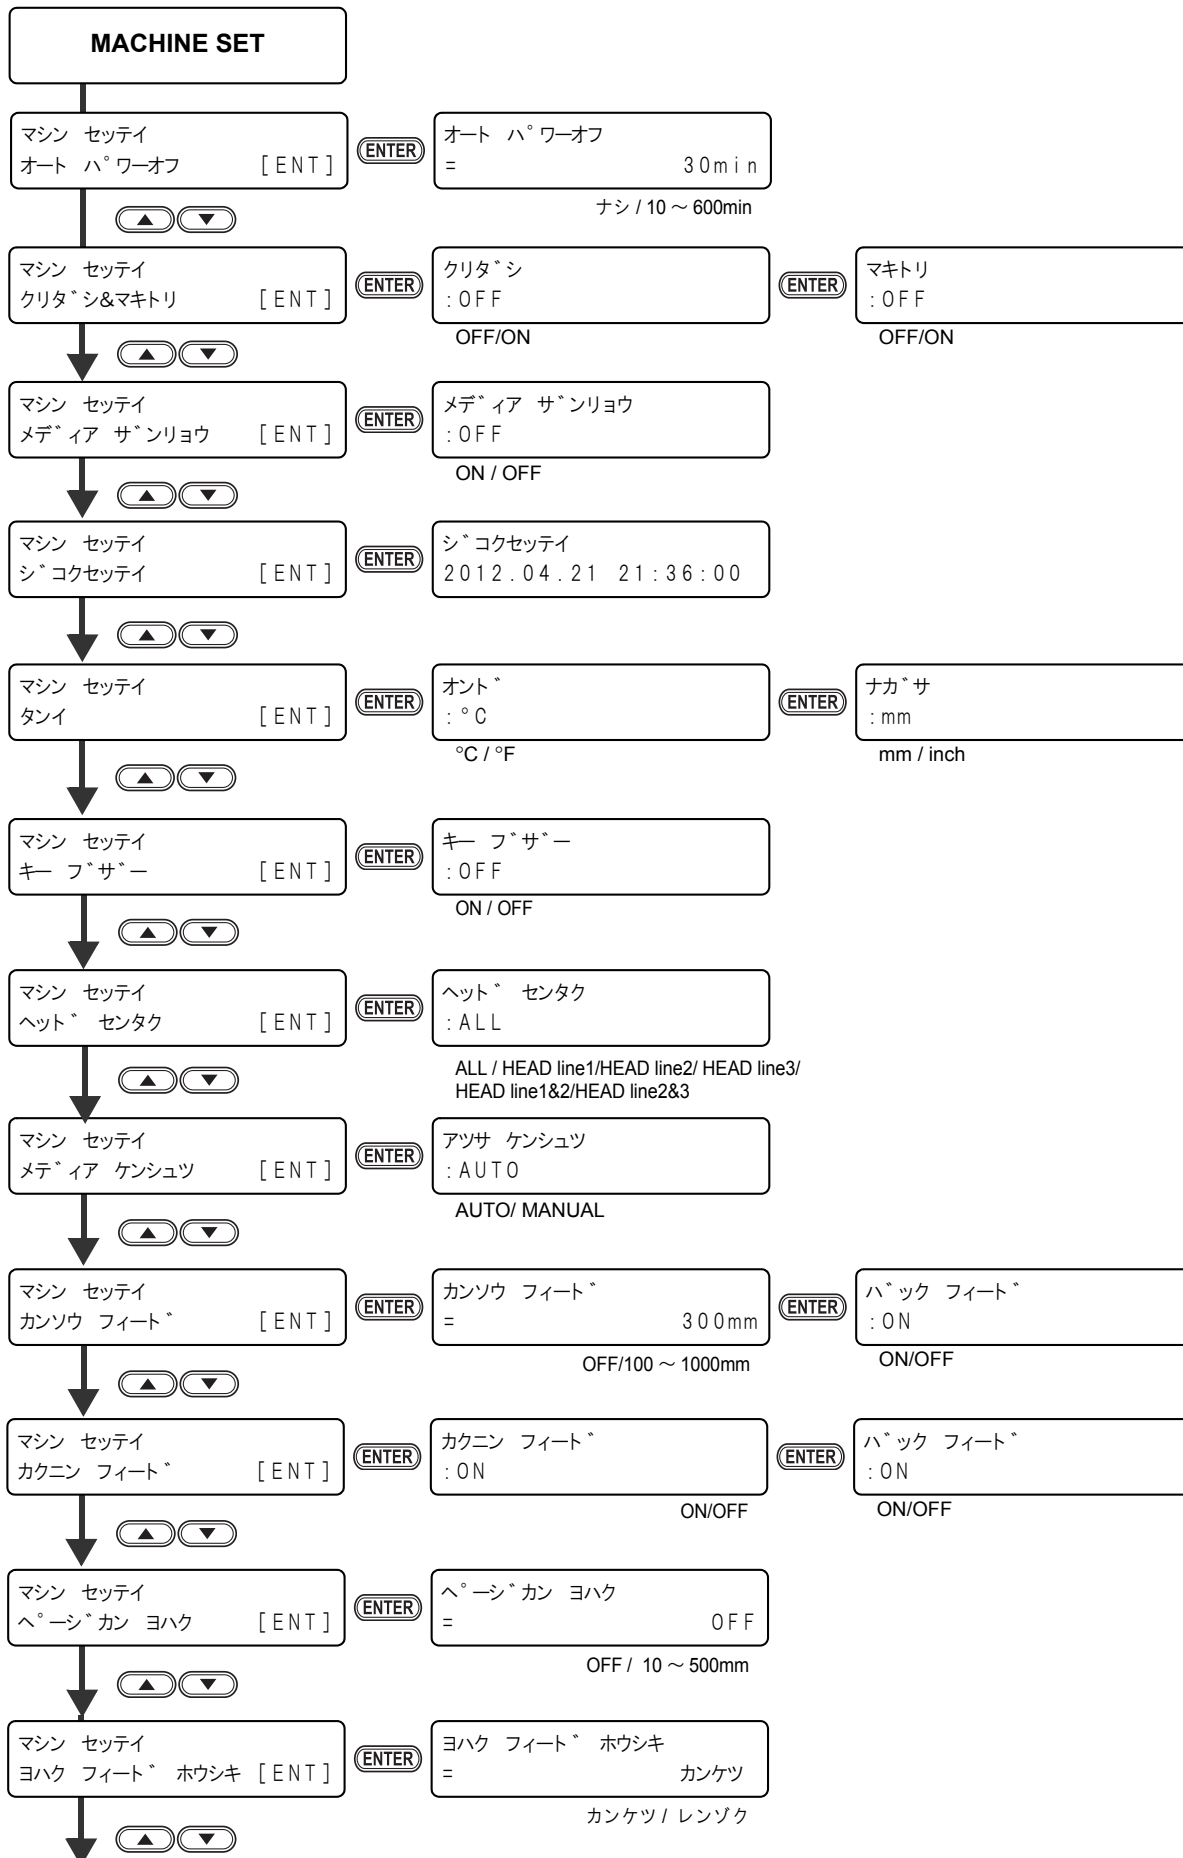 MACHINE SET
マシン セッテイ
オート パワーオフ [ENT]
ENTER
オート パワーオフ
= 30min
ナシ / 10 ～ 600min
マシン セッテイ
クリダシ&マキトリ [ENT]
ENTER
クリダシ
:OFF
OFF/ON
ENTER
マキトリ
:OFF
OFF/ON
マシン セッテイ
メディア ザンリョウ [ENT]
ENTER
メディア ザンリョウ
:OFF
ON / OFF
マシン セッテイ
ジコクセッテイ [ENT]
ENTER
ジコクセッテイ
2012.04.21 21:36:00
マシン セッテイ
タンイ [ENT]
ENTER
オンド
:°C
°C / °F
ENTER
ナガサ
:mm
mm / inch
マシン セッテイ
キー ブザー [ENT]
ENTER
キー ブザー
:OFF
ON / OFF
マシン セッテイ
ヘッド センタク [ENT]
ENTER
ヘッド センタク
:ALL
ALL / HEAD line1/HEAD line2/ HEAD line3/
HEAD line1&2/HEAD line2&3
マシン セッテイ
メディア ケンシュツ [ENT]
ENTER
アツサ ケンシュツ
:AUTO
AUTO/ MANUAL
マシン セッテイ
カンソウ フィード [ENT]
ENTER
カンソウ フィード
= 300mm
OFF/100 ～ 1000mm
ENTER
バック フィード
:ON
ON/OFF
マシン セッテイ
カクニン フィード [ENT]
ENTER
カクニン フィード
:ON
ON/OFF
ENTER
バック フィード
:ON
ON/OFF
マシン セッテイ
ページカン ヨハク [ENT]
ENTER
ページカン ヨハク
= OFF
OFF / 10 ～ 500mm
マシン セッテイ
ヨハク フィード ホウシキ [ENT]
ENTER
ヨハク フィード ホウシキ
= カンケツ
カンケツ / レンゾク